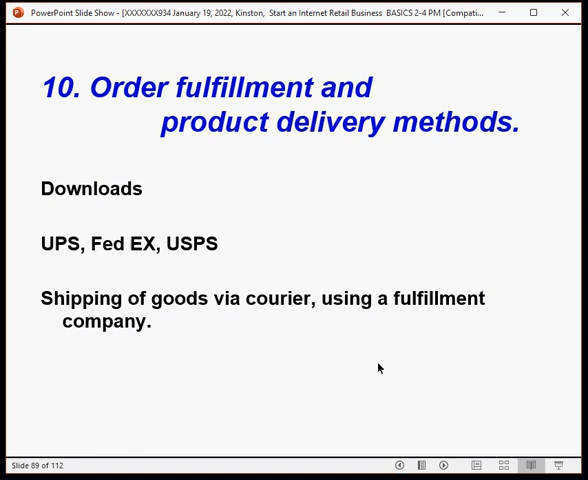 PowerPoint Slide Show - [XXXXXXX934 January 19, 2022, Kinston, Start an Internet Retail Business BASICS 2-4 PM [Compati...
10. Order fulfillment and
product delivery methods.
Downloads
UPS, Fed EX, USPS
Shipping of goods via courier, using a fulfillment
company.
Slide 89 of 112